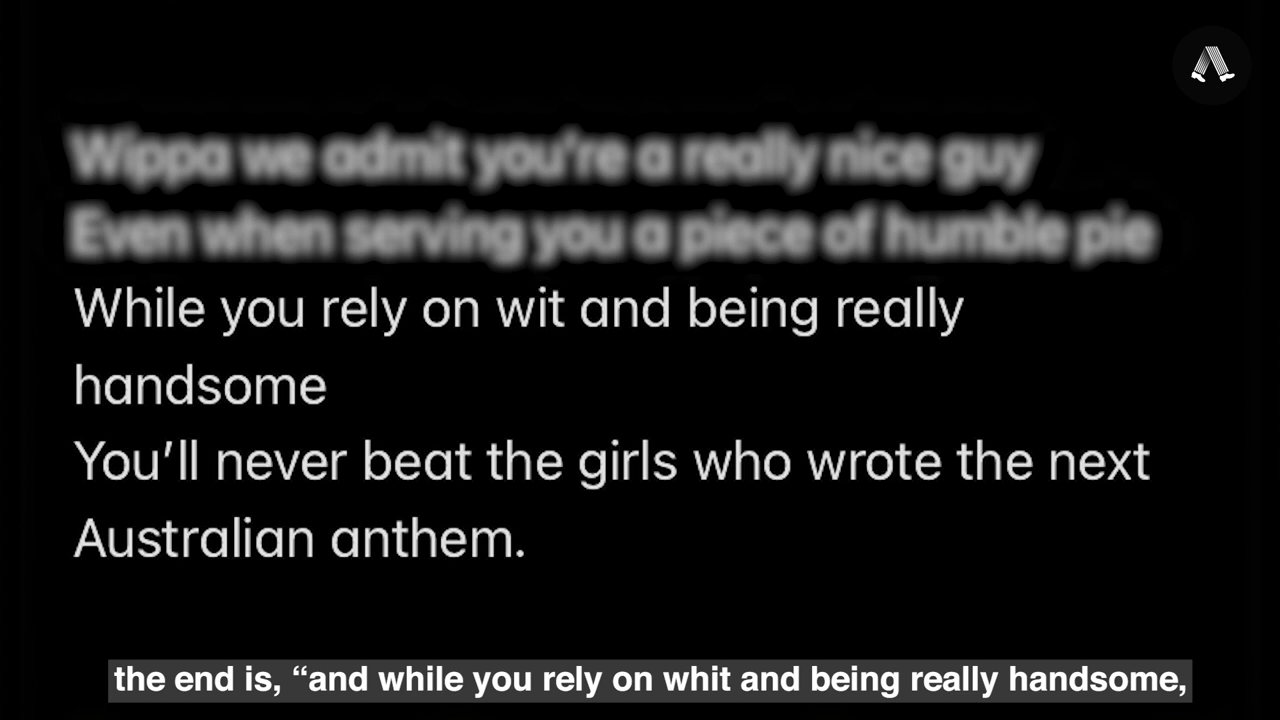 Wippa we admit you're a really nice guy
Even when serving you a piece of humble pie
While you rely on wit and being really
handsome
You'll never beat the girls who wrote the next
Australian anthem.
the end is, “and while you rely on whit and being really handsome,